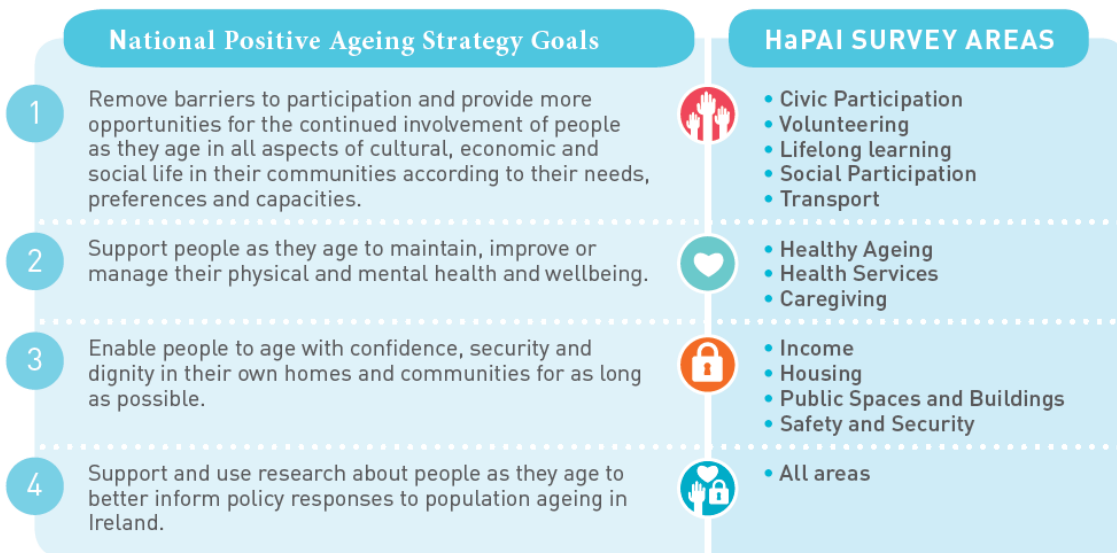 National Positive Ageing Strategy Goals
HaPAI SURVEY AREAS
1
Remove barriers to participation and provide more
opportunities for the continued involvement of people
as they age in all aspects of cultural, economic and
social life in their communities according to their needs,
preferences and capacities.
• Civic Participation
• Volunteering
• Lifelong learning
• Social Participation
• Transport
2
Support people as they age to maintain, improve or
manage their physical and mental health and wellbeing.
• Healthy Ageing
• Health Services
• Caregiving
3
Enable people to age with confidence, security and
dignity in their own homes and communities for as long
as possible.
• Income
• Housing
• Public Spaces and Buildings
• Safety and Security
4
Support and use research about people as they age to
better inform policy responses to population ageing in
Ireland.
• All areas